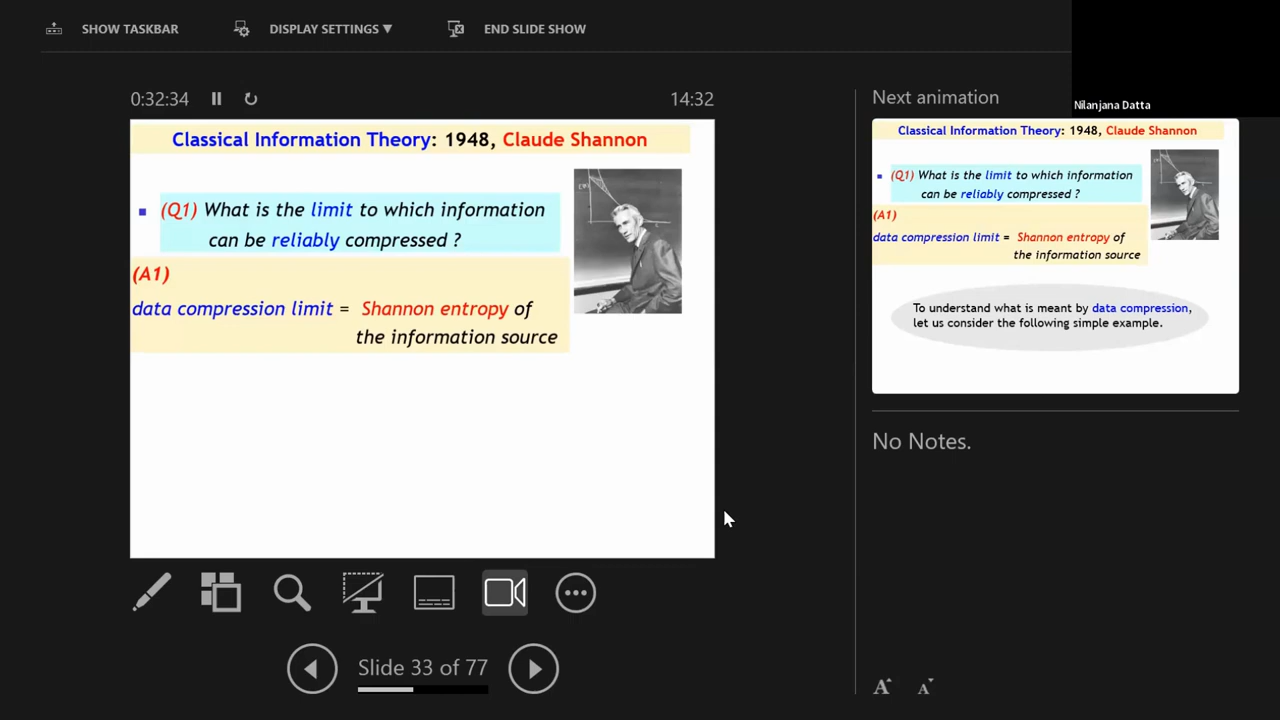 SHOW TASKBAR
DISPLAY SETTINGS ▼
END SLIDE SHOW
0:32:34
14:32
Classical Information Theory: 1948, Claude Shannon
▪ (Q1) What is the limit to which information
can be reliably compressed ?
(A1)
data compression limit = Shannon entropy of
the information source
Slide 33 of 77
Next animation
Nilanjana Datta
Classical Information Theory: 1948, Claude Shannon
▪ (Q1) What is the limit to which information
can be reliably compressed ?
(A1)
data compression limit = Shannon entropy of
the information source
To understand what is meant by data compression,
let us consider the following simple example.
No Notes.
A A